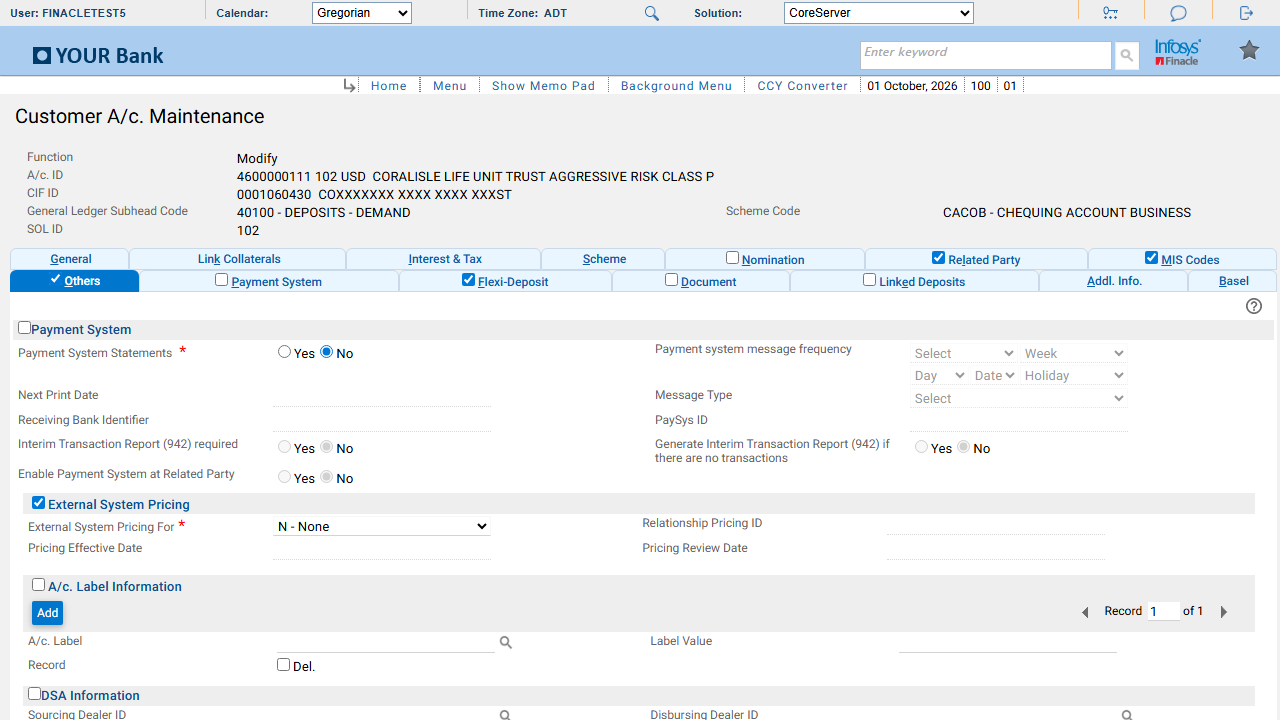 User: FINACLETEST5 Calendar: Gregorian Time Zone: ADT Solution: CoreServer
YOUR Bank Enter keyword Infosys Finacle
Home Menu Show Memo Pad Background Menu CCY Converter 01 October, 2026 100 01
Customer A/c. Maintenance
Function Modify
A/c. ID 4600000111 102 USD CORALISLE LIFE UNIT TRUST AGGRESSIVE RISK CLASS P
CIF ID 0001060430 COXXXXXXX XXXX XXXX XXXST
General Ledger Subhead Code 40100 - DEPOSITS - DEMAND Scheme Code CACOB - CHEQUING ACCOUNT BUSINESS
SOL ID 102
General Link Collaterals Interest & Tax Scheme Nomination Related Party MIS Codes
Others Payment System Flexi-Deposit Document Linked Deposits Addl. Info. Basel
Payment System
Payment System Statements * Yes No Payment system message frequency Select Week
Day Date Holiday
Next Print Date Message Type Select
Receiving Bank Identifier PaySys ID
Interim Transaction Report (942) required Yes No Generate Interim Transaction Report (942) if there are no transactions Yes No
Enable Payment System at Related Party Yes No
External System Pricing
External System Pricing For * N - None Relationship Pricing ID
Pricing Effective Date Pricing Review Date
A/c. Label Information
Add Record 1 of 1
A/c. Label Label Value
Record Del.
DSA Information
Sourcing Dealer ID Disbursing Dealer ID